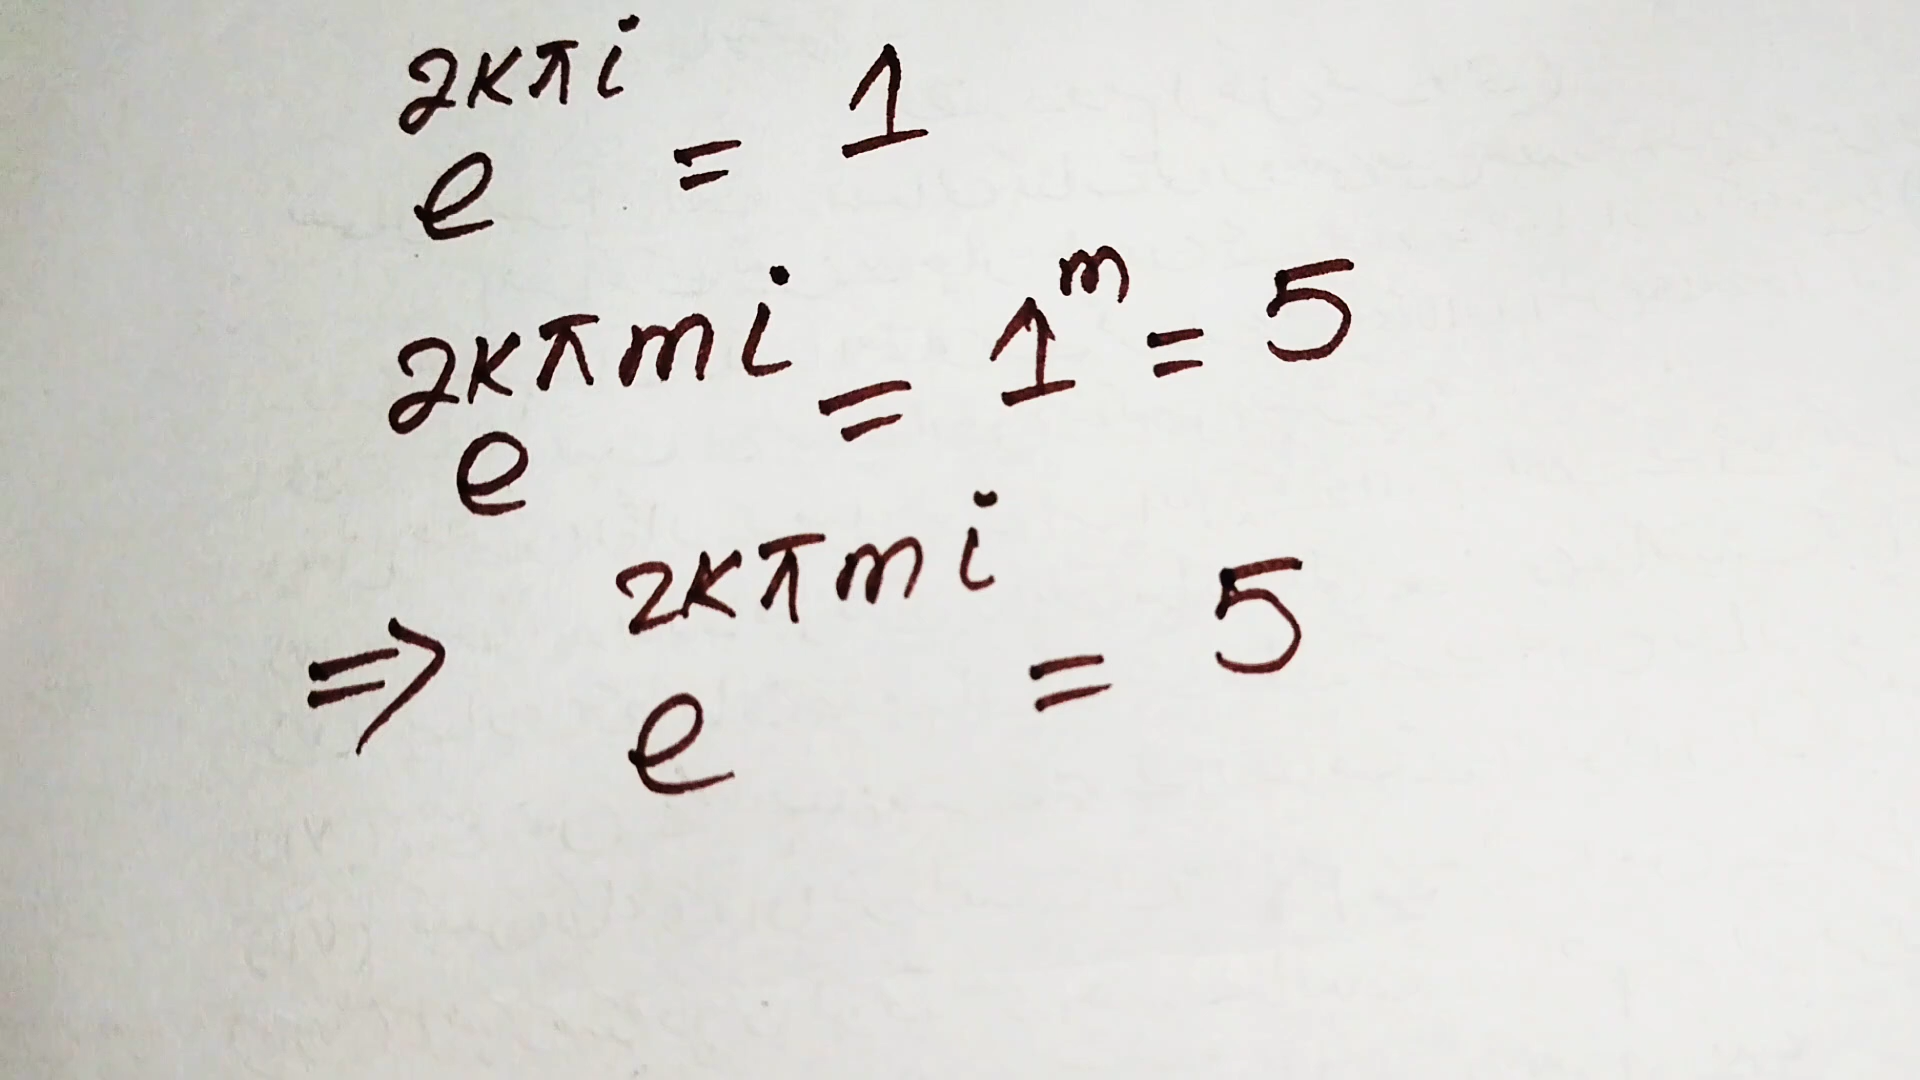 e^{2kπi} = 1
e^{2kπmi} = 1^m = 5
⇒ e^{2kπmi} = 5